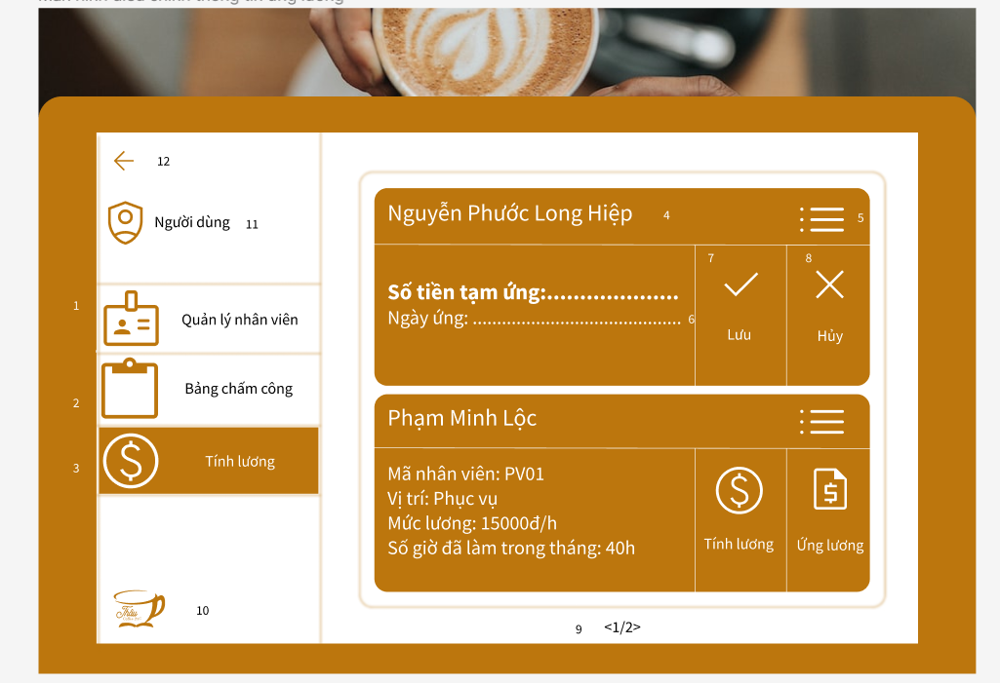 12
Người dùng 11
1
Quản lý nhân viên
2
Bảng chấm công
3
Tính lương
10
Nguyễn Phước Long Hiệp 4
5
Số tiền tạm ứng:....................
Ngày ứng: ......................................... 6
7
Lưu
8
Hủy
Phạm Minh Lộc
Mã nhân viên: PV01
Vị trí: Phục vụ
Mức lương: 15000đ/h
Số giờ đã làm trong tháng: 40h
Tính lương
Ứng lương
9 <1/2>